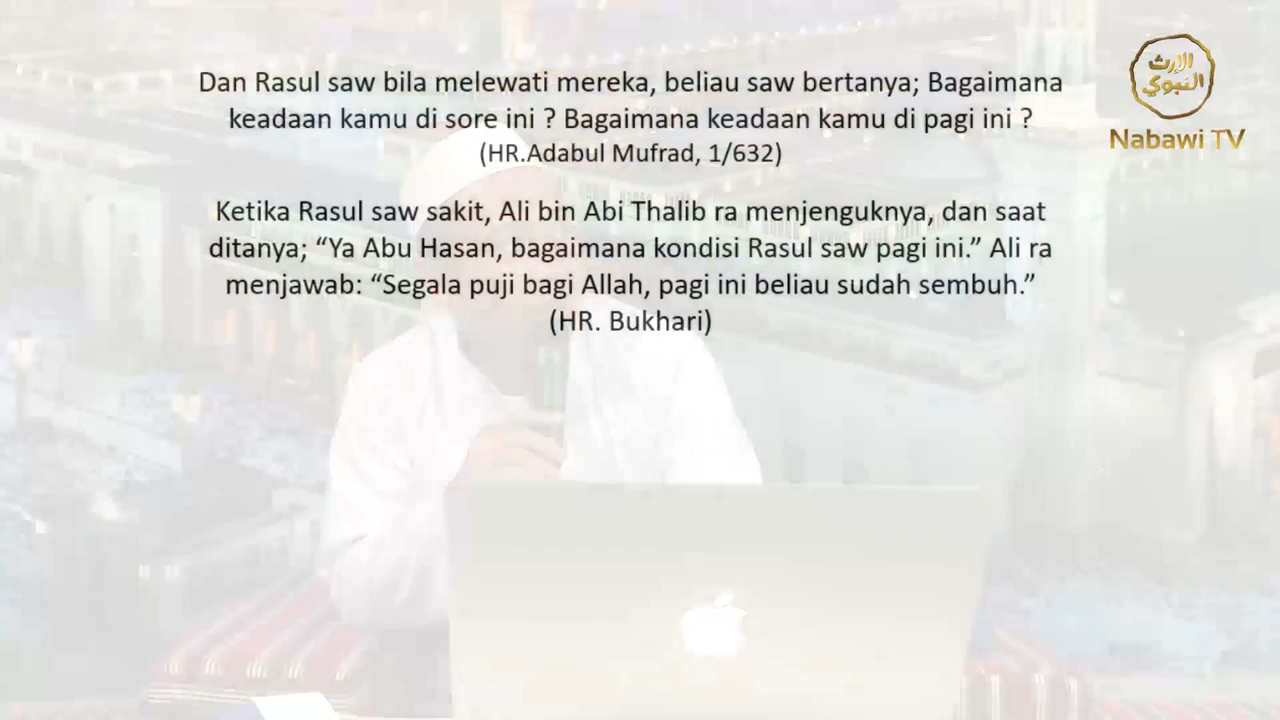 Dan Rasul saw bila melewati mereka, beliau saw bertanya; Bagaimana
keadaan kamu di sore ini ? Bagaimana keadaan kamu di pagi ini ?
(HR.Adabul Mufrad, 1/632)
Ketika Rasul saw sakit, Ali bin Abi Thalib ra menjenguknya, dan saat
ditanya; “Ya Abu Hasan, bagaimana kondisi Rasul saw pagi ini.” Ali ra
menjawab: “Segala puji bagi Allah, pagi ini beliau sudah sembuh.”
(HR. Bukhari)
الإرث
النبوي
Nabawi TV